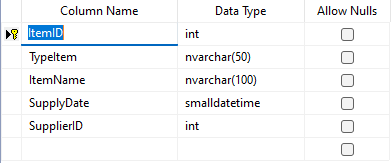 Column Name Data Type Allow Nulls
ItemID int
TypeItem nvarchar(50)
ItemName nvarchar(100)
SupplyDate smalldatetime
SupplierID int